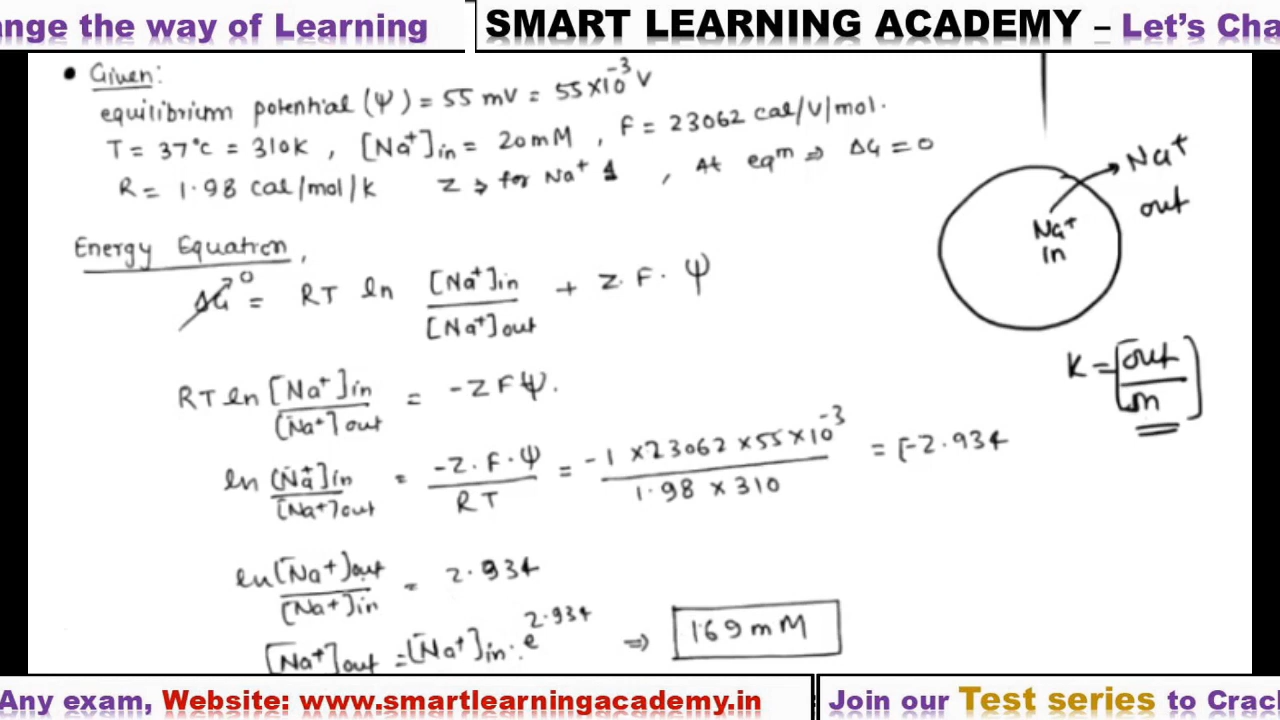 ange the way of Learning
SMART LEARNING ACADEMY – Let's Cha
• Given:
equilibrium potential (Ψ) = 55 mV = 55×10⁻³ V
T = 37°C = 310K , [Na⁺]in = 20mM , F = 23062 cal/V/mol.
R = 1.98 cal/mol/K Z → for Na⁺ 1 , At eqᵐ ⇒ ΔG = 0
Na⁺
out
Na⁺
in
Energy Equation,
ΔG⁰ = RT ln [Na⁺]in / [Na⁺]out + Z. F. Ψ
K = [out / in]
RT ln [Na⁺]in / [Na⁺]out = -ZFΨ.
ln [Na⁺]in / [Na⁺]out = -Z. F. Ψ / RT = -1 × 23062 × 55×10⁻³ / 1.98 × 310 = [-2.934
ln [Na⁺]out / [Na⁺]in = 2.934
[Na⁺]out = [Na⁺]in . e^2.934 ⇒ 169 mM
Any exam, Website: www.smartlearningacademy.in
Join our Test series to Crac